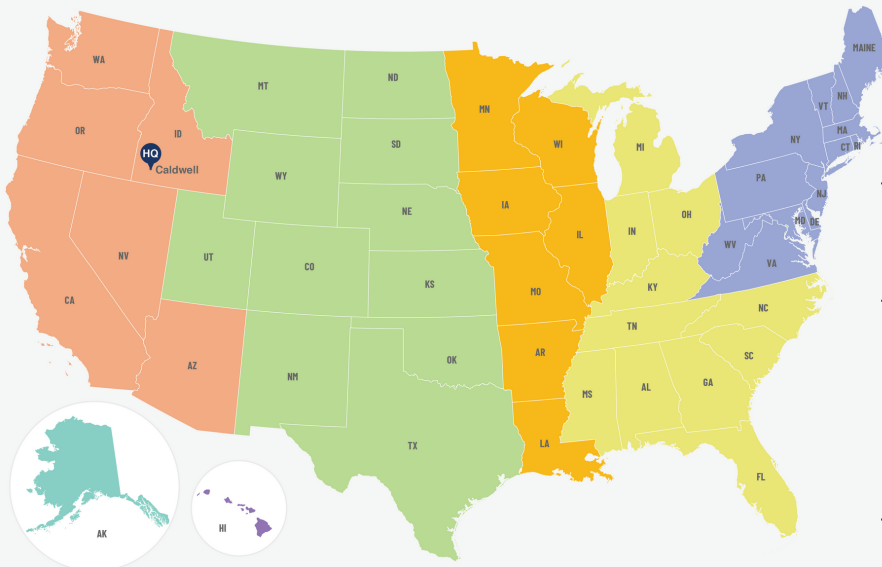 MAINE
WA
MT
ND
MN
VT
NH
OR
ID
SD
WI
MI
NY
MA
CT
RI
HQ
Caldwell
WY
PA
NE
IA
NJ
OH
MD
DE
IN
IL
WV
UT
NV
CO
VA
KS
KY
MO
CA
NC
TN
AZ
NM
OK
AR
SC
MS
AL
GA
TX
LA
FL
HI
AK